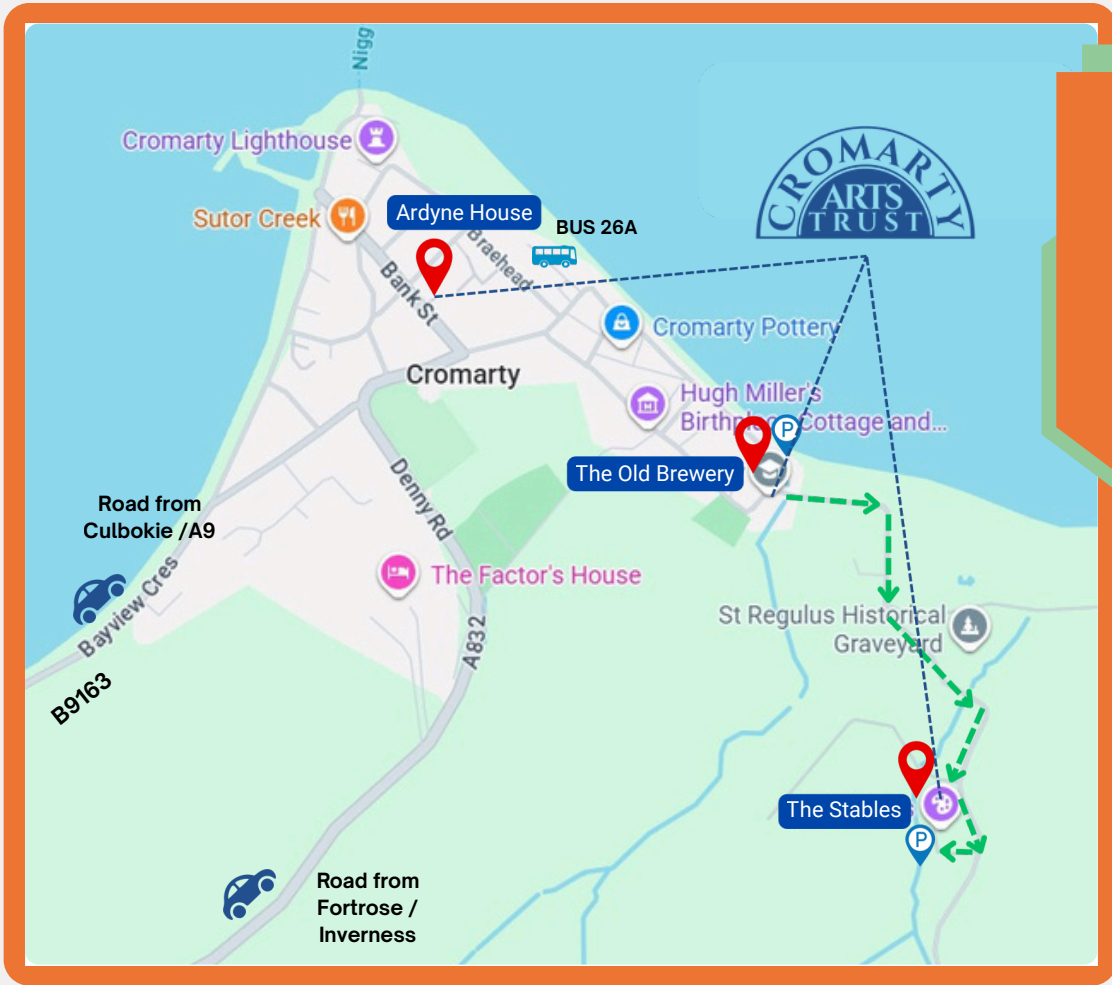 Nigg
Cromarty Lighthouse
CROMARTY
ARTS
TRUST
Sutor Creek
Ardyne House
BUS 26A
Braehead
Bank St
Cromarty Pottery
Cromarty
Hugh Miller's
Birthplace Cottage and...
P
The Old Brewery
Denny Rd
Road from
Culbokie /A9
The Factor's House
Bayview Cres
St Regulus Historical
Graveyard
A832
B9163
The Stables
P
Road from
Fortrose /
Inverness